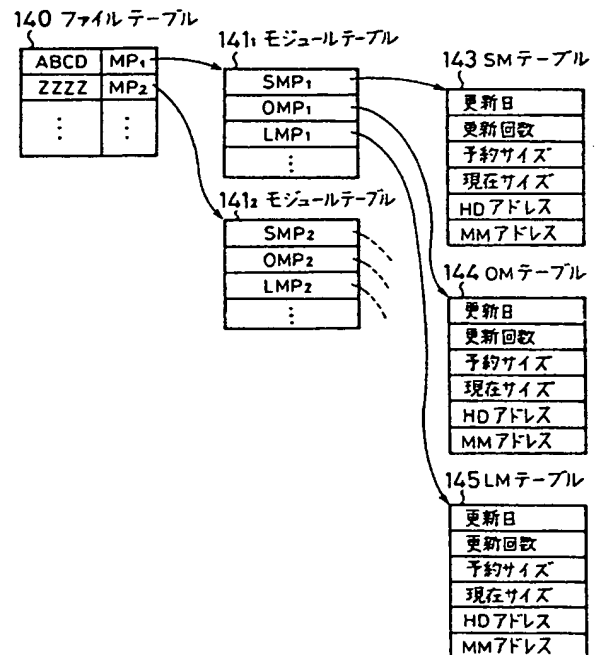 140 ファイルテーブル
ABCD MP₁
ZZZZ MP₂
⋮ ⋮
141₁ モジュールテーブル
SMP₁
OMP₁
LMP₁
⋮
141₂ モジュールテーブル
SMP₂
OMP₂
LMP₂
⋮
143 SMテーブル
更新日
更新回数
予約サイズ
現在サイズ
HDアドレス
MMアドレス
144 OMテーブル
更新日
更新回数
予約サイズ
現在サイズ
HDアドレス
MMアドレス
145 LMテーブル
更新日
更新回数
予約サイズ
現在サイズ
HDアドレス
MMアドレス